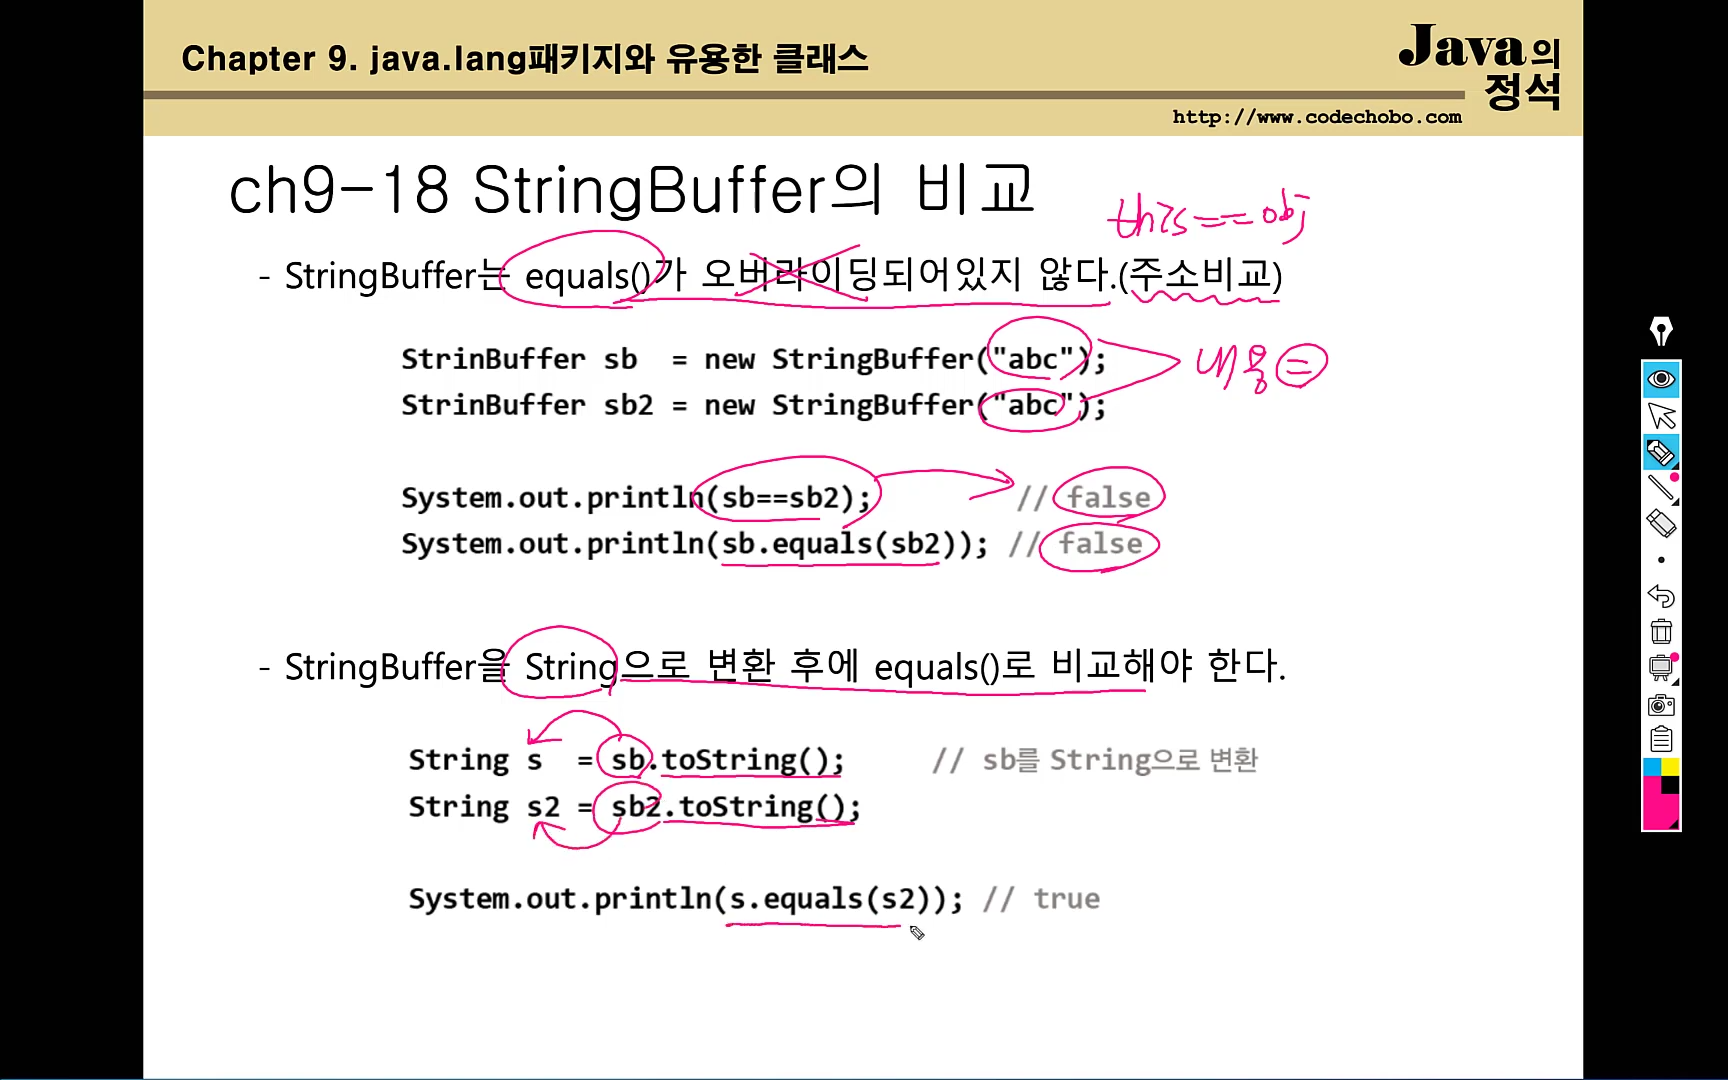 Chapter 9. java.lang패키지와 유용한 클래스
Java의
정석
http://www.codechobo.com
ch9-18 StringBuffer의 비교
this==obj
- StringBuffer는 equals()가 오버라이딩되어있지 않다.(주소비교)
StrinBuffer sb  = new StringBuffer("abc");
내용 =
StrinBuffer sb2 = new StringBuffer("abc");
System.out.println(sb==sb2);         // false
System.out.println(sb.equals(sb2)); // false
- StringBuffer을 String으로 변환 후에 equals()로 비교해야 한다.
String s  = sb.toString();     // sb를 String으로 변환
String s2 = sb2.toString();
System.out.println(s.equals(s2)); // true